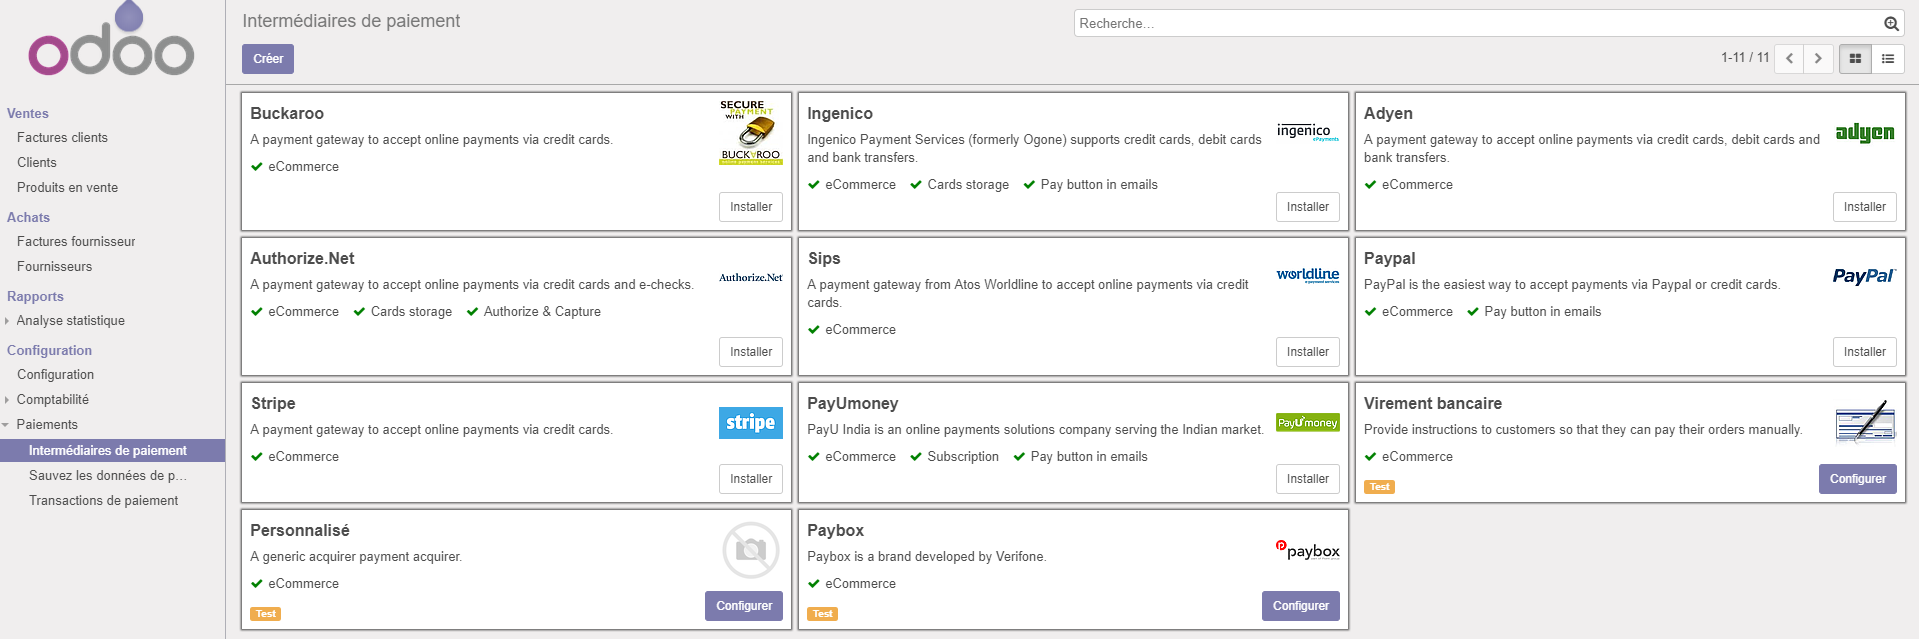 odoo
Ventes
Factures clients
Clients
Produits en vente
Achats
Factures fournisseur
Fournisseurs
Rapports
Analyse statistique
Configuration
Configuration
Comptabilité
Paiements
Intermédiaires de paiement
Sauvez les données de p...
Transactions de paiement
Intermédiaires de paiement
Recherche...
Créer
1-11 / 11
Buckaroo
A payment gateway to accept online payments via credit cards.
eCommerce
SECURE
PAYMENT
WITH
BUCKAROO
Installer
Ingenico
Ingenico Payment Services (formerly Ogone) supports credit cards, debit cards
and bank transfers.
eCommerce Cards storage Pay button in emails
ingenico
ePayments
Installer
Adyen
A payment gateway to accept online payments via credit cards, debit cards and
bank transfers.
eCommerce
adyen
Installer
Authorize.Net
A payment gateway to accept online payments via credit cards and e-checks.
eCommerce Cards storage Authorize & Capture
Authorize.Net
Installer
Sips
A payment gateway from Atos Worldline to accept online payments via credit
cards.
eCommerce
worldline
e-payment services
Installer
Paypal
PayPal is the easiest way to accept payments via Paypal or credit cards.
eCommerce Pay button in emails
PayPal
Installer
Stripe
A payment gateway to accept online payments via credit cards.
eCommerce
stripe
Installer
PayUmoney
PayU India is an online payments solutions company serving the Indian market.
eCommerce Subscription Pay button in emails
PayUmoney
Installer
Virement bancaire
Provide instructions to customers so that they can pay their orders manually.
eCommerce
Test
Configurer
Personnalisé
A generic acquirer payment acquirer.
eCommerce
Test
Configurer
Paybox
Paybox is a brand developed by Verifone.
eCommerce
paybox
Test
Configurer